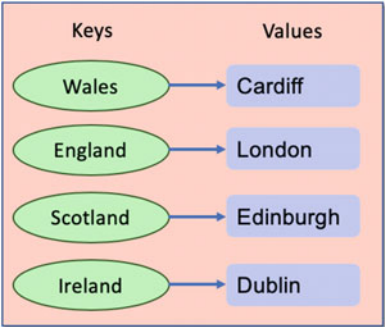 Keys Values
Wales Cardiff
England London
Scotland Edinburgh
Ireland Dublin